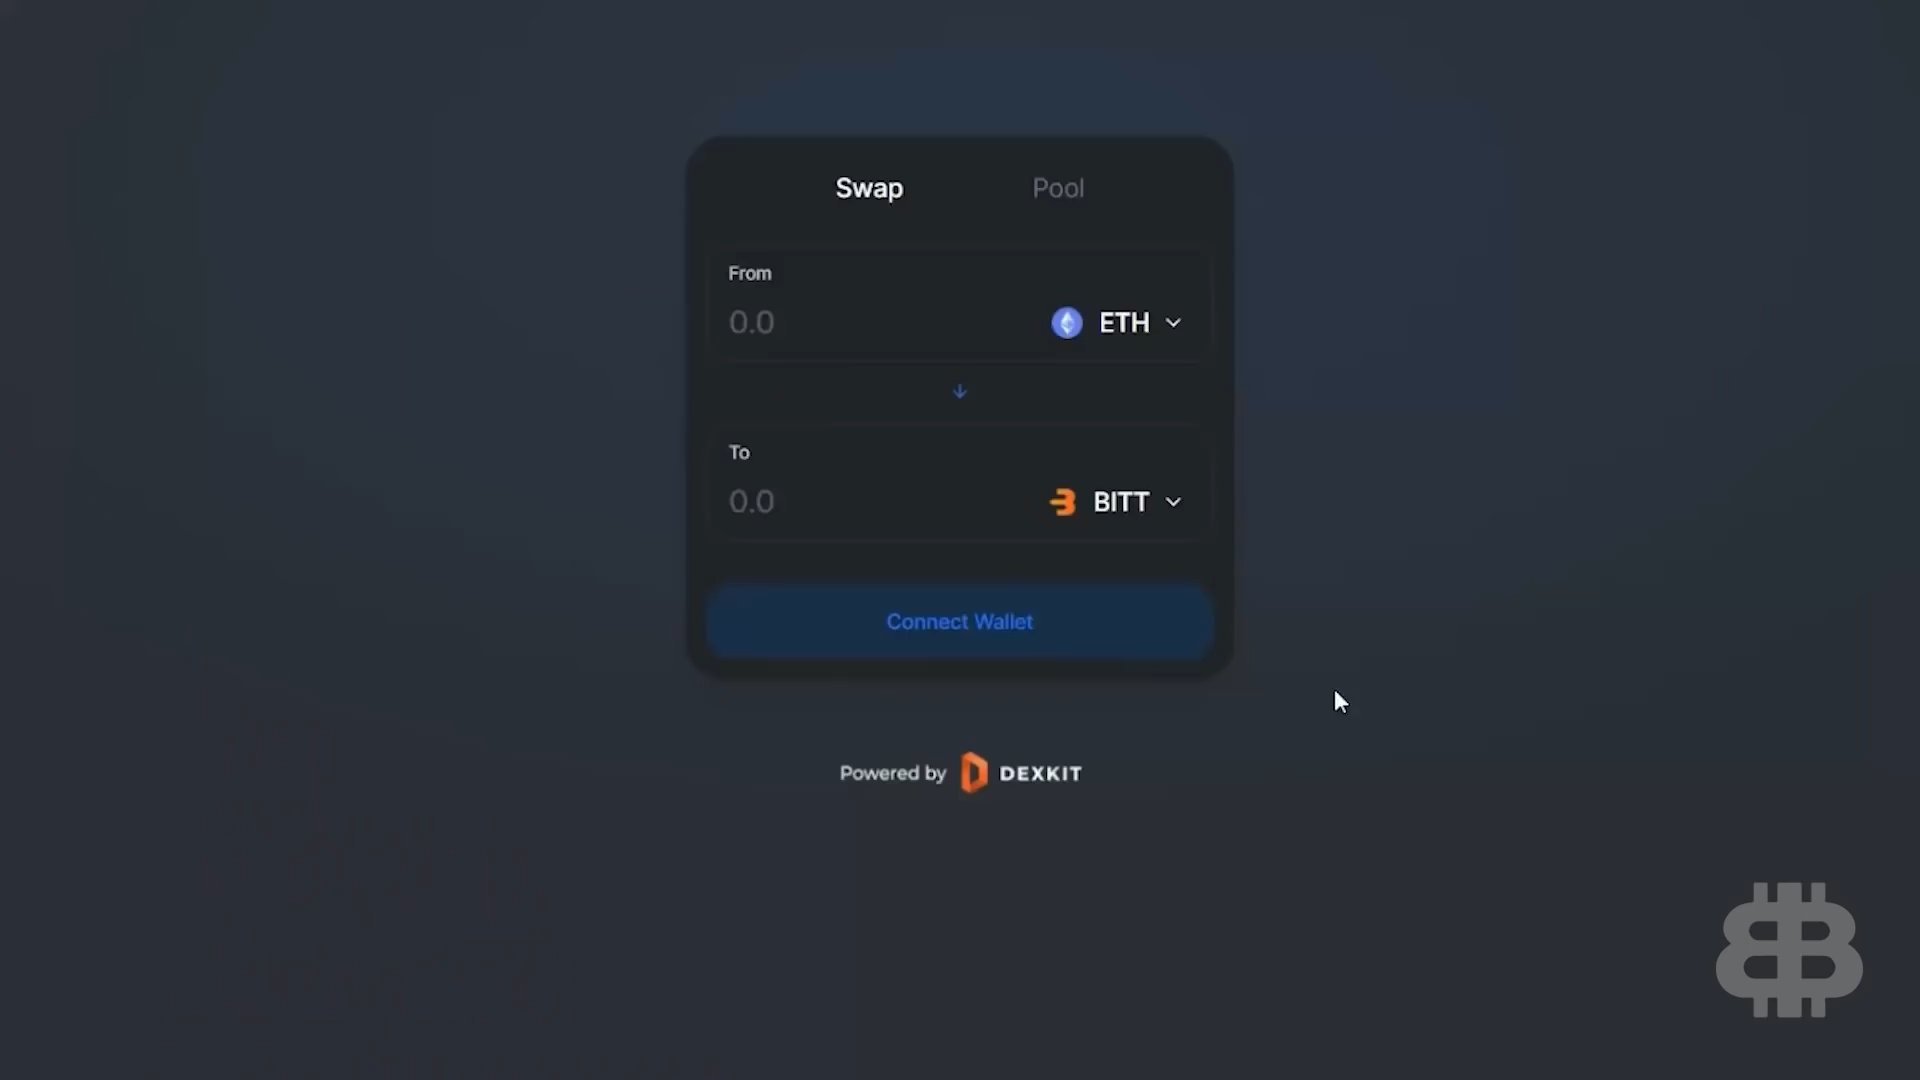 Swap Pool
From
0.0 ETH
To
0.0 BITT
Connect Wallet
Powered by DEXKIT